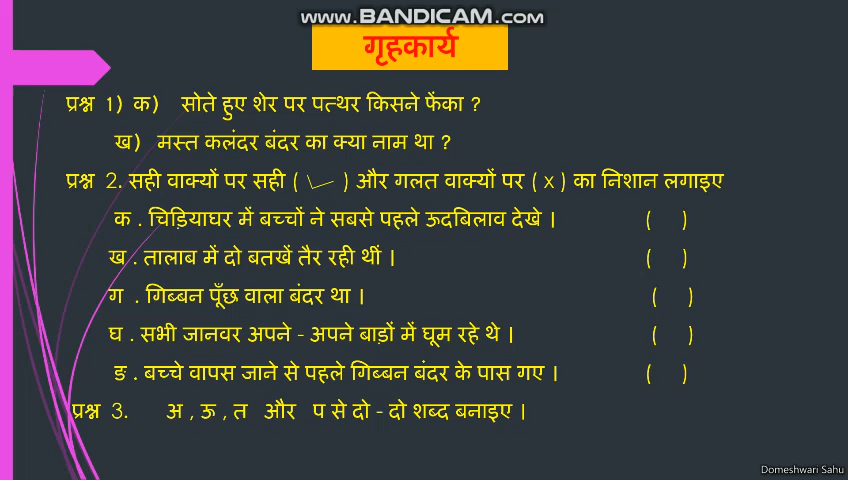 www.BANDICAM.com
गृहकार्य
प्रश्न 1) क) सोते हुए शेर पर पत्थर किसने फेंका ?
ख) मस्त कलंदर बंदर का क्या नाम था ?
प्रश्न 2. सही वाक्यों पर सही ( ✓ ) और गलत वाक्यों पर ( x ) का निशान लगाइए
क . चिड़ियाघर में बच्चों ने सबसे पहले ऊदबिलाव देखे । ( )
ख . तालाब में दो बतखें तैर रही थीं । ( )
ग . गिब्बन पूँछ वाला बंदर था । ( )
घ . सभी जानवर अपने - अपने बाड़ों में घूम रहे थे । ( )
ङ . बच्चे वापस जाने से पहले गिब्बन बंदर के पास गए । ( )
प्रश्न 3. अ , ऊ , त और प से दो - दो शब्द बनाइए ।
Domeshwari Sahu